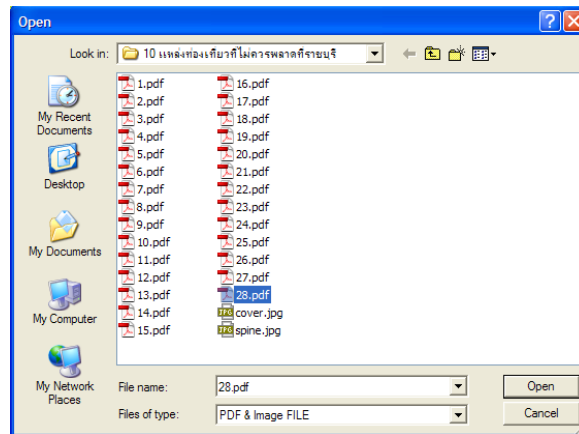 Open
Look in: 10 แหล่งท่องเที่ยวที่ไม่ควรพลาดที่ราชบุรี
My Recent Documents
Desktop
My Documents
My Computer
My Network Places
1.pdf
2.pdf
3.pdf
4.pdf
5.pdf
6.pdf
7.pdf
8.pdf
9.pdf
10.pdf
11.pdf
12.pdf
13.pdf
14.pdf
15.pdf
16.pdf
17.pdf
18.pdf
19.pdf
20.pdf
21.pdf
22.pdf
23.pdf
24.pdf
25.pdf
26.pdf
27.pdf
28.pdf
cover.jpg
spine.jpg
File name: 28.pdf Open
Files of type: PDF & Image FILE Cancel